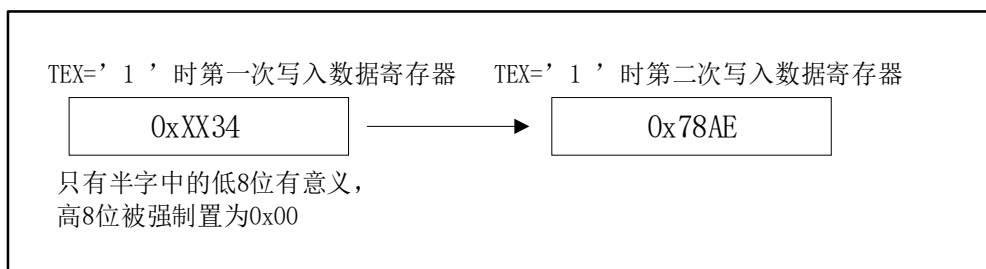 TEX=’1’时第一次写入数据寄存器 TEX=’1’时第二次写入数据寄存器
0xXX34 0x78AE
只有半字中的低8位有意义，
高8位被强制置为0x00